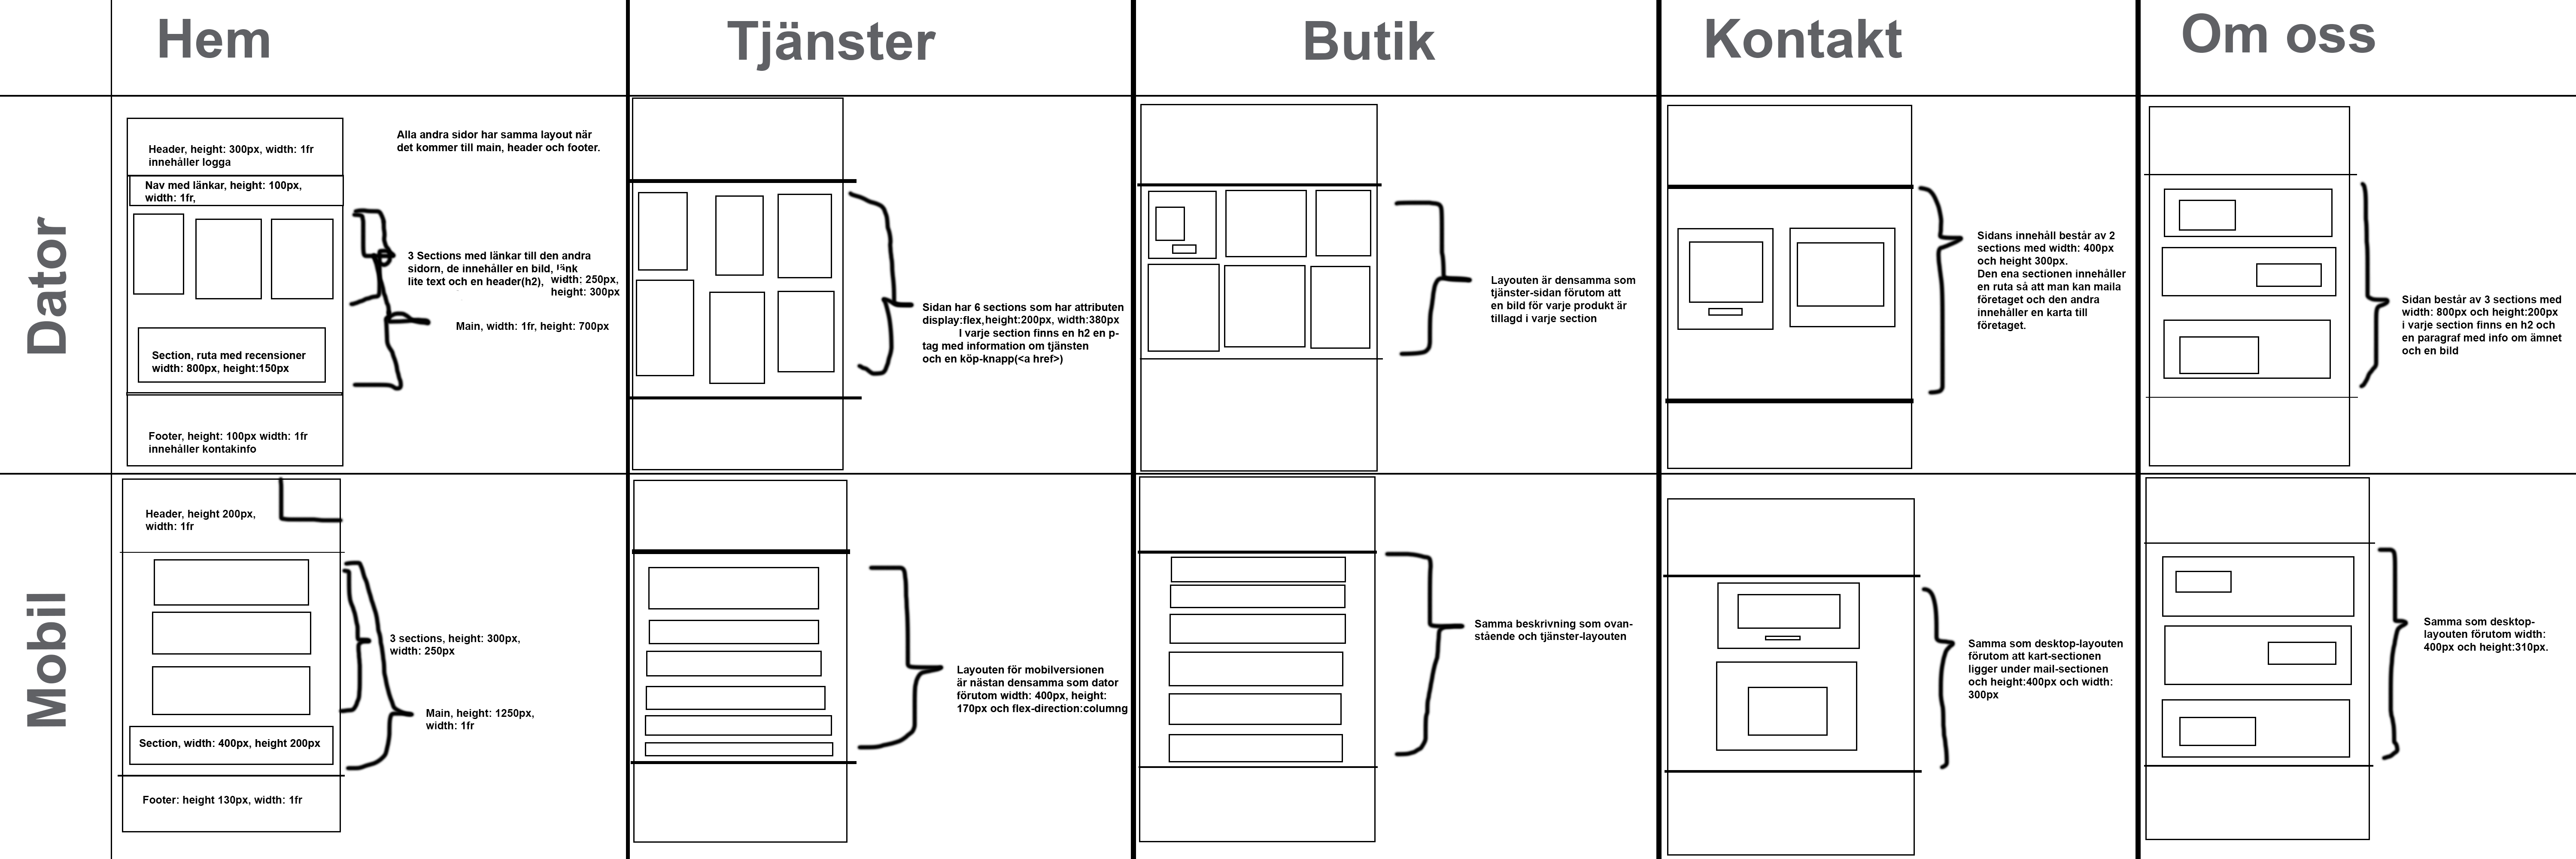 Hem
Tjänster
Butik
Kontakt
Om oss
Dator
Header, height: 300px, width: 1fr
innehåller logga
Nav med länkar, height: 100px,
width: 1fr,
Alla andra sidor har samma layout när
det kommer till main, header och footer.
3 Sections med länkar till den andra
sidorn, de innehåller en bild, länk
lite text och en header(h2),
width: 250px,
height: 300px
Main, width: 1fr, height: 700px
Section, ruta med recensioner
width: 800px, height:150px
Footer, height: 100px width: 1fr
innehåller kontakinfo
Sidan har 6 sections som har attributen
display:flex,height:200px, width:380px
I varje section finns en h2 en p-
tag med information om tjänsten
och en köp-knapp(<a href>)
Layouten är densamma som
tjänster-sidan förutom att
en bild för varje produkt är
tillagd i varje section
Sidans innehåll består av 2
sections med width: 400px
och height 300px.
Den ena sectionen innehåller
en ruta så att man kan maila
företaget och den andra
innehåller en karta till
företaget.
Sidan består av 3 sections med
width: 800px och height:200px
i varje section finns en h2 och
en paragraf med info om ämnet
och en bild
Mobil
Header, height 200px,
width: 1fr
3 sections, height: 300px,
width: 250px
Main, height: 1250px,
width: 1fr
Section, width: 400px, height 200px
Footer: height 130px, width: 1fr
Layouten för mobilversionen
är nästan densamma som dator
förutom width: 400px, height:
170px och flex-direction:columng
Samma beskrivning som ovan-
stående och tjänster-layouten
Samma som desktop-layouten
förutom att kart-sectionen
ligger under mail-sectionen
och height:400px och width:
300px
Samma som desktop-
layouten förutom width:
400px och height:310px.